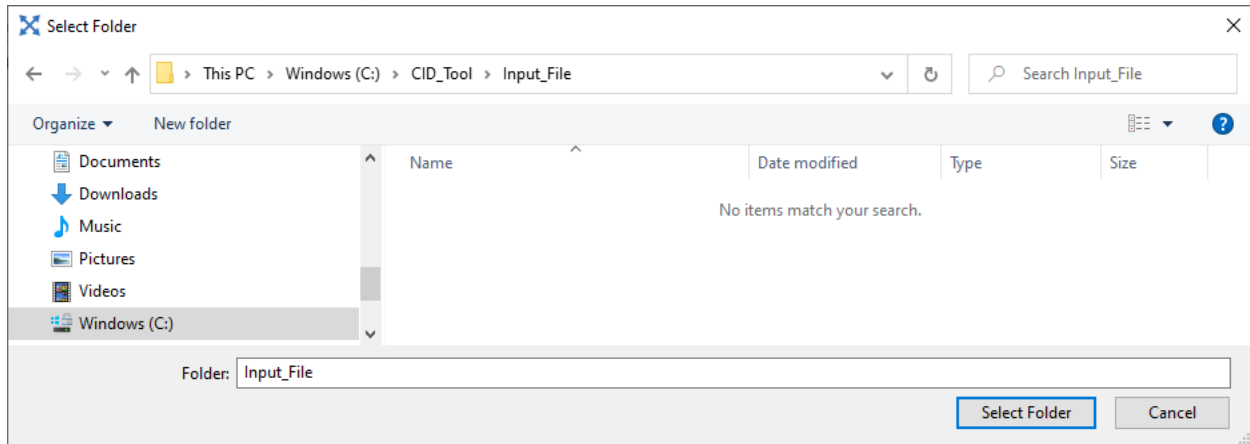 Select Folder
This PC > Windows (C:) > CID_Tool > Input_File
Search Input_File
Organize
New folder
?
Name
Date modified
Type
Size
Documents
Downloads
Music
Pictures
Videos
Windows (C:)
No items match your search.
Folder: Input_File
Select Folder
Cancel